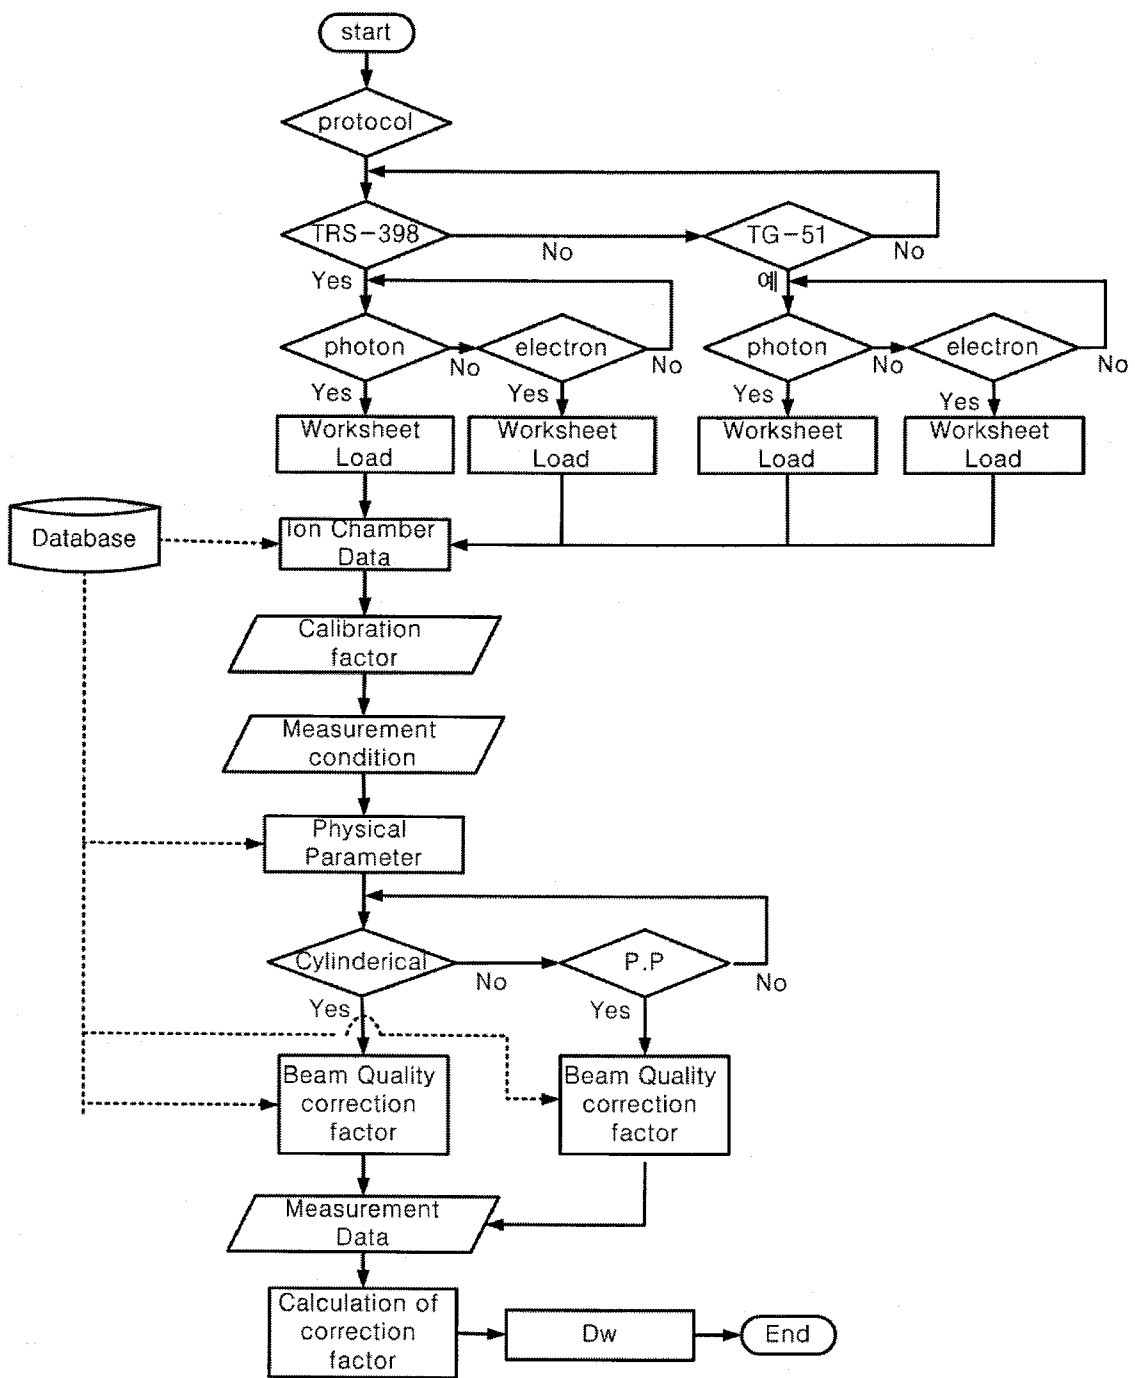 start
protocol
TRS-398
No
TG-51
No
Yes
예
photon
No
electron
No
photon
No
electron
No
Yes
Yes
Yes
Yes
Worksheet
Load
Worksheet
Load
Worksheet
Load
Worksheet
Load
Database
Ion Chamber
Data
Calibration
factor
Measurement
condition
Physical
Parameter
Cylinderical
No
P.P
No
Yes
Yes
Beam Quality
correction
factor
Beam Quality
correction
factor
Measurement
Data
Calculation of
correction
factor
Dw
End